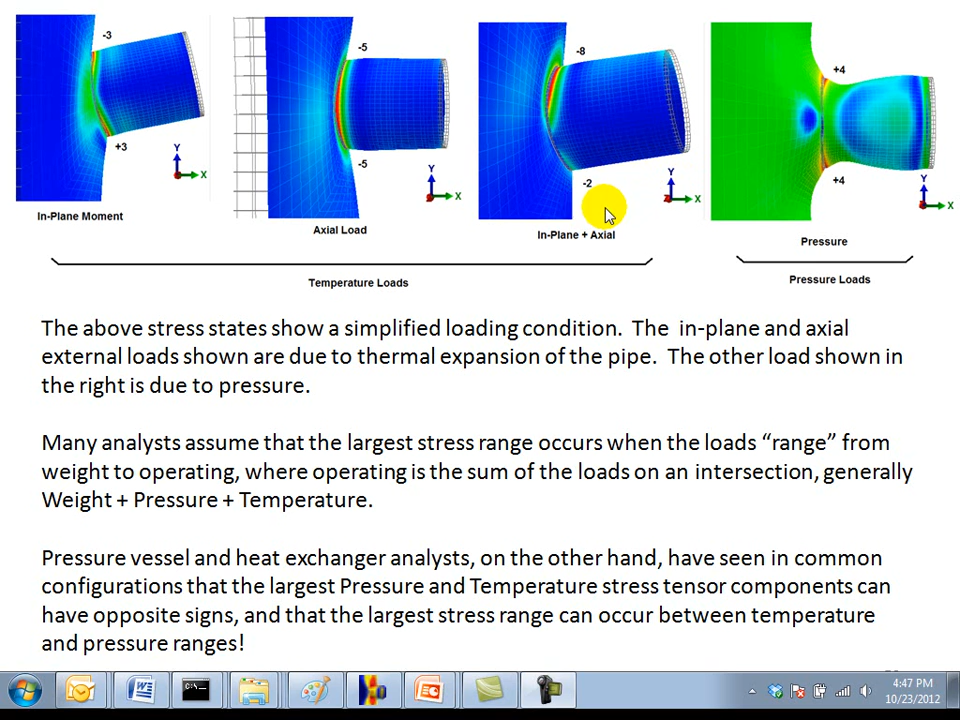 -3
-5
-8
+4
+3
-5
-2
+4
Y
X
Y
X
Y
Z
X
Y
X
In-Plane Moment
Axial Load
In-Plane + Axial
Pressure
Temperature Loads
Pressure Loads
The above stress states show a simplified loading condition.  The  in-plane and axial
external loads shown are due to thermal expansion of the pipe.  The other load shown in
the right is due to pressure.
Many analysts assume that the largest stress range occurs when the loads “range” from
weight to operating, where operating is the sum of the loads on an intersection, generally
Weight + Pressure + Temperature.
Pressure vessel and heat exchanger analysts, on the other hand, have seen in common
configurations that the largest Pressure and Temperature stress tensor components can
have opposite signs, and that the largest stress range can occur between temperature
and pressure ranges!
4:47 PM
10/23/2012